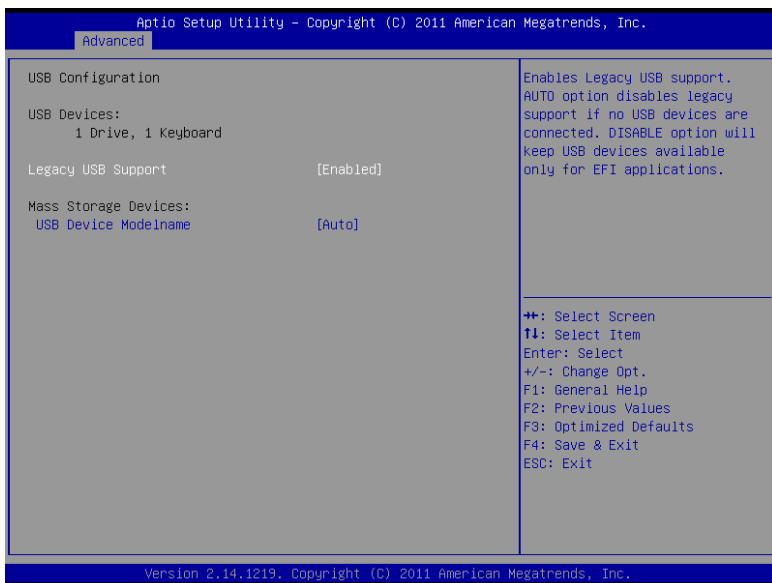 Aptio Setup Utility – Copyright (C) 2011 American Megatrends, Inc.
Advanced
USB Configuration
USB Devices:
1 Drive, 1 Keyboard
Legacy USB Support [Enabled]
Mass Storage Devices:
USB Device Modelname [Auto]
Enables Legacy USB support.
AUTO option disables legacy
support if no USB devices are
connected. DISABLE option will
keep USB devices available
only for EFI applications.
→←: Select Screen
↑↓: Select Item
Enter: Select
+/-: Change Opt.
F1: General Help
F2: Previous Values
F3: Optimized Defaults
F4: Save & Exit
ESC: Exit
Version 2.14.1219. Copyright (C) 2011 American Megatrends, Inc.